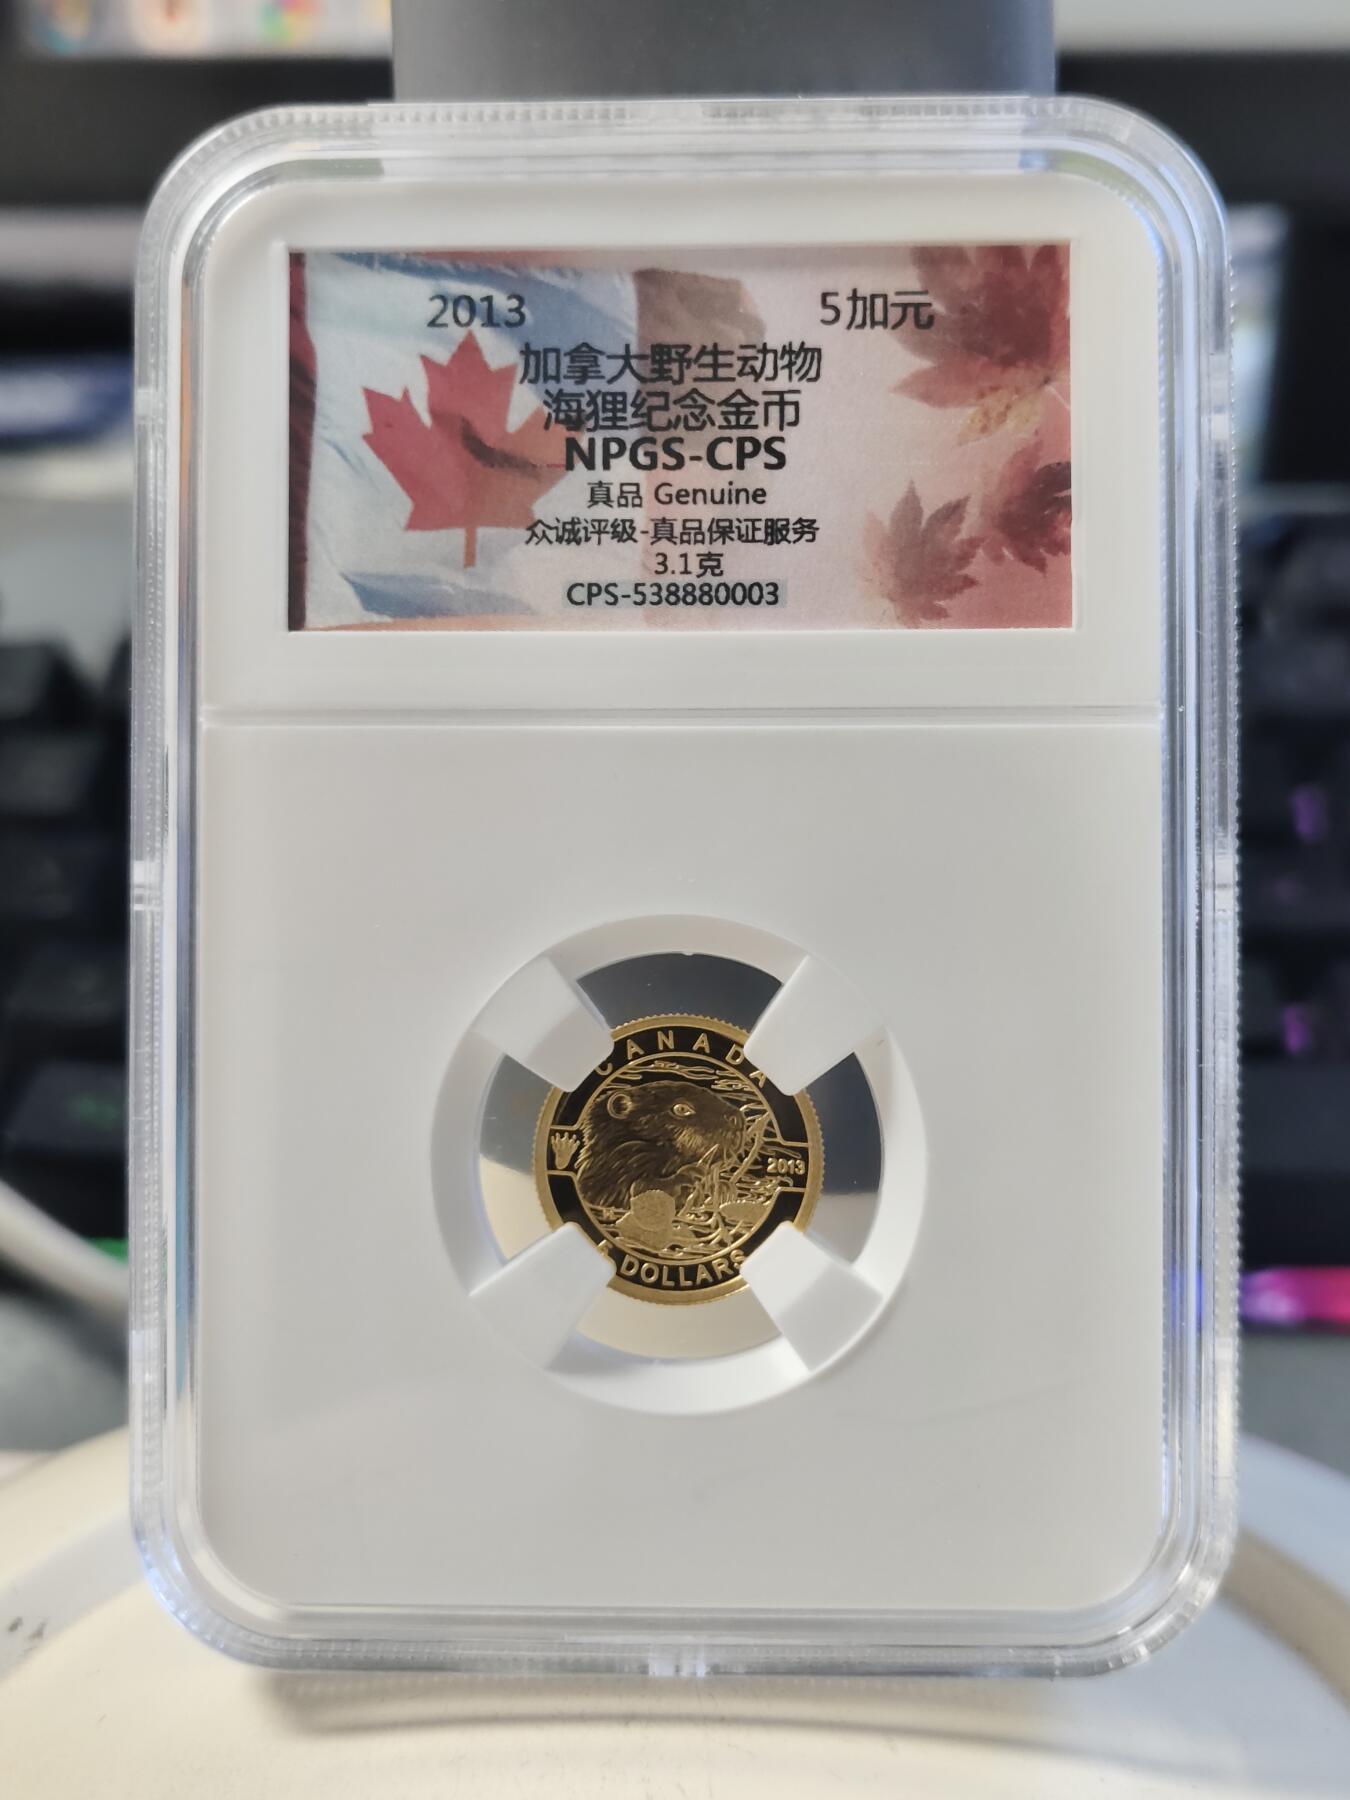 2013 5加元
加拿大野生动物
海狸纪念金币
NPGS-CPS
真品 Genuine
众诚评级-真品保证服务
3.1克
CPS-538880003
CANADA
2013
5 DOLLARS